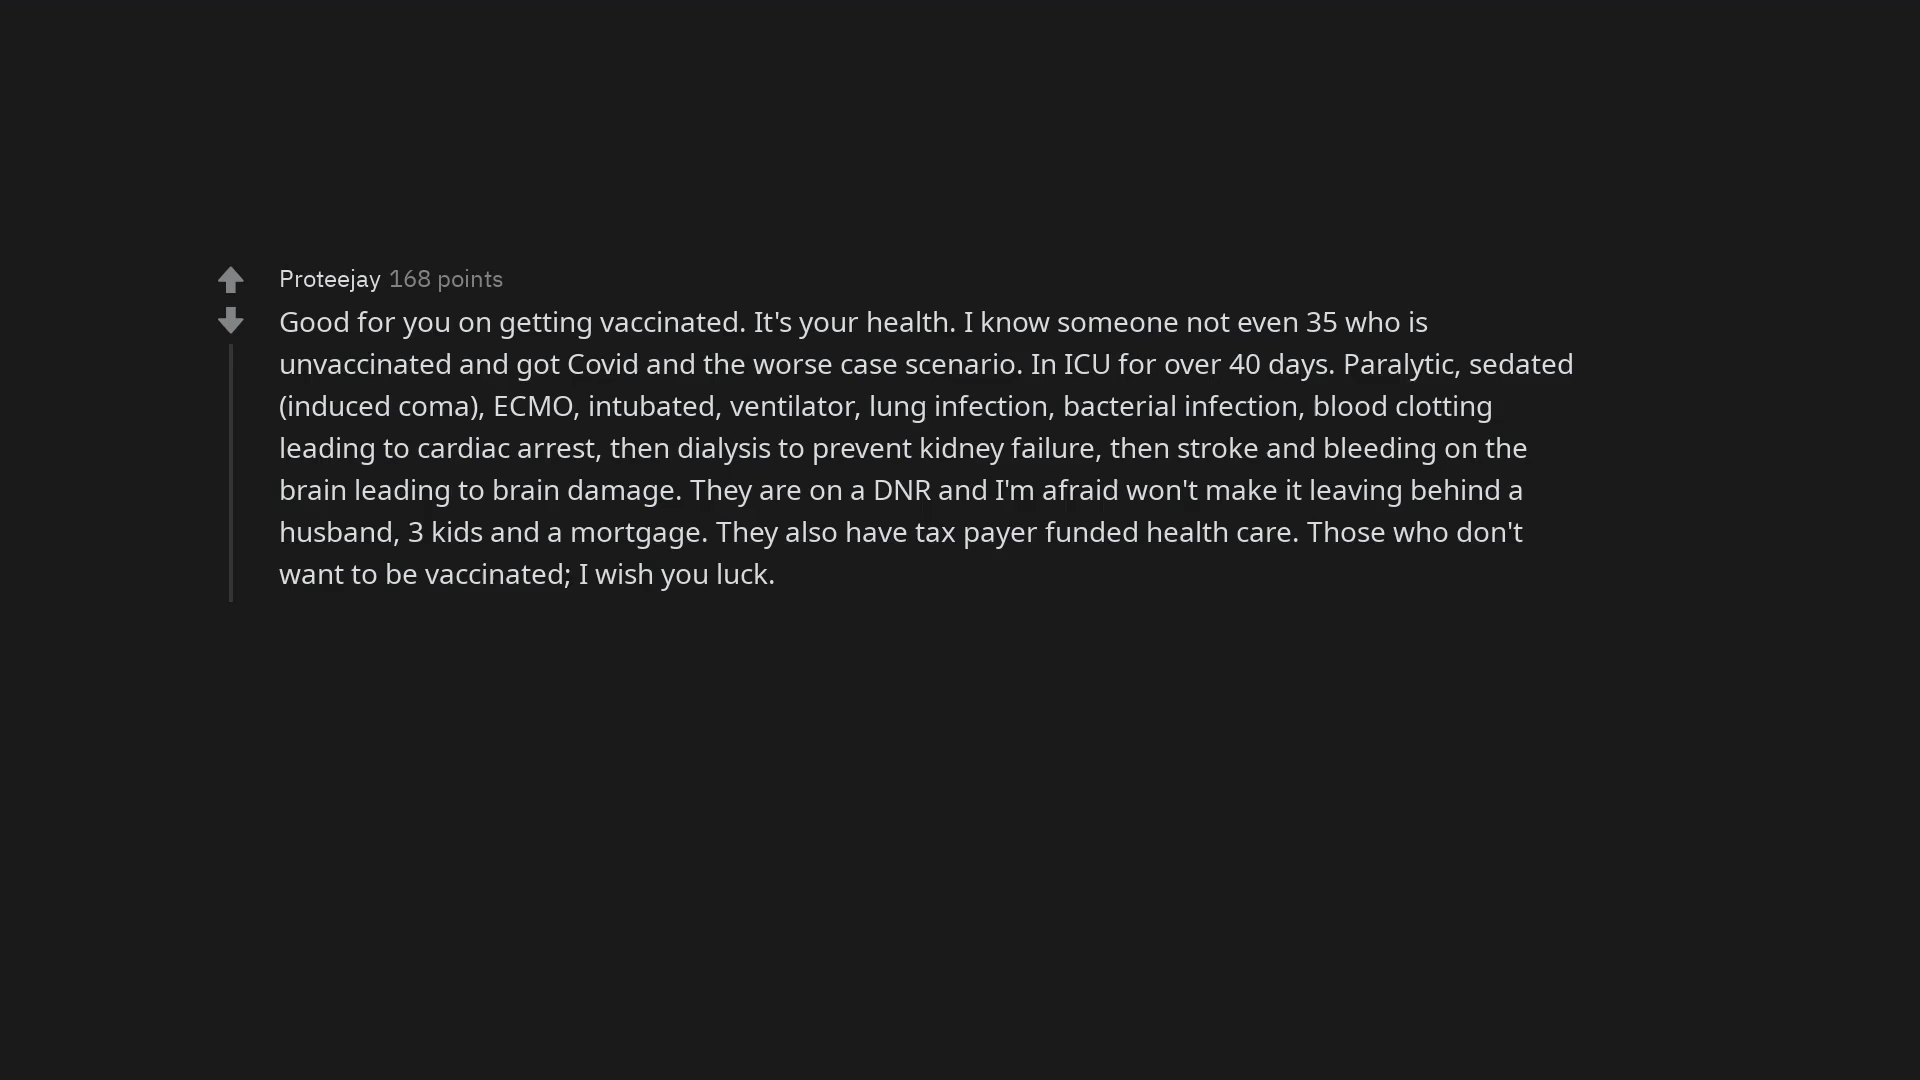 Proteejay 168 points
Good for you on getting vaccinated. It's your health. I know someone not even 35 who is
unvaccinated and got Covid and the worse case scenario. In ICU for over 40 days. Paralytic, sedated
(induced coma), ECMO, intubated, ventilator, lung infection, bacterial infection, blood clotting
leading to cardiac arrest, then dialysis to prevent kidney failure, then stroke and bleeding on the
brain leading to brain damage. They are on a DNR and I'm afraid won't make it leaving behind a
husband, 3 kids and a mortgage. They also have tax payer funded health care. Those who don't
want to be vaccinated; I wish you luck.